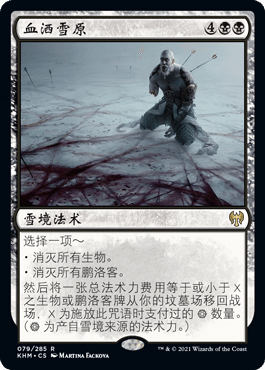 血洒雪原 4
雪境法术
选择一项～
• 消灭所有生物。
• 消灭所有鹏洛客。
然后将一张总法术力费用等于或小于 X
之生物或鹏洛客牌从你的坟墓场移回战
场，X 为施放此咒语时支付过的 数量。
（ 为产自雪境来源的法术力。）
079/285 R
KHM • CS MARTINA FAČKOVÁ
™ & © 2021 Wizards of the Coast